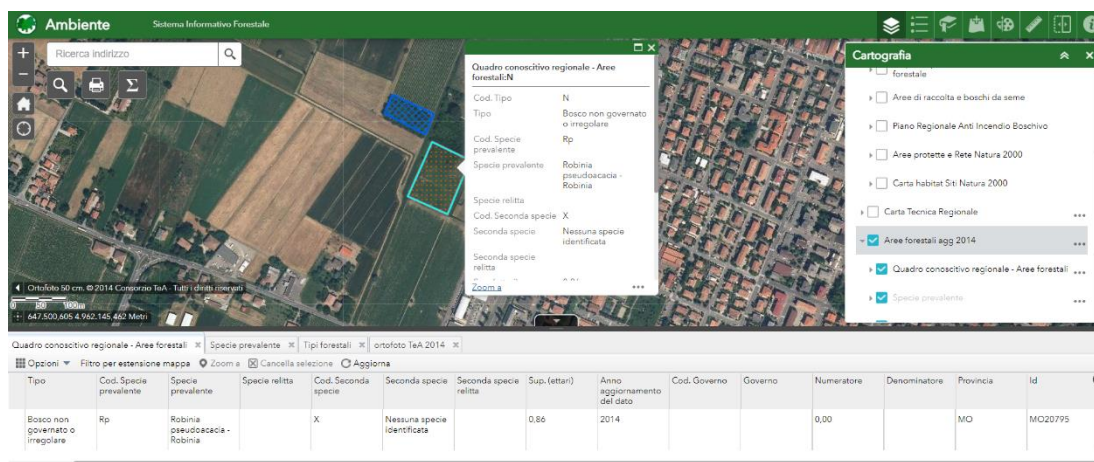 Ambiente
Sistema Informativo Forestale
Ricerca indirizzo
Ortofoto 50 cm. © 2014 Consorzio TeA - Tutti i diritti riservati
0 50 100m
647.500,605 4.962.145,462 Metri
Quadro conoscitivo regionale - Aree
forestali:N
Cod. Tipo N
Tipo Bosco non governato
o irregolare
Cod. Specie Rp
prevalente
Specie prevalente Robinia
pseudoacacia -
Robinia
Specie relitta
Cod. Seconda specie X
Seconda specie Nessuna specie
identificata
Seconda specie
relitta
Zoom a
Cartografia
forestale
Aree di raccolta e boschi da seme
Piano Regionale Anti Incendio Boschivo
Aree protette e Rete Natura 2000
Carta habitat Siti Natura 2000
Carta Tecnica Regionale
Aree forestali agg 2014
Quadro conoscitivo regionale - Aree forestali
Specie prevalente
Quadro conoscitivo regionale - Aree forestali Specie prevalente Tipi forestali ortofoto TeA 2014
Opzioni Filtro per estensione mappa Zoom a Cancella selezione Aggiorna
Tipo Cod. Specie Specie Specie relitta Cod. Seconda Seconda specie Seconda specie Sup. (ettari) Anno Cod. Governo Governo Numeratore Denominatore Provincia Id
prevalente prevalente specie relitta aggiornamento
del dato
Bosco non Rp Robinia X Nessuna specie 0,86 2014 0,00 MO MO20795
governato o pseudoacacia - identificata
irregolare Robinia